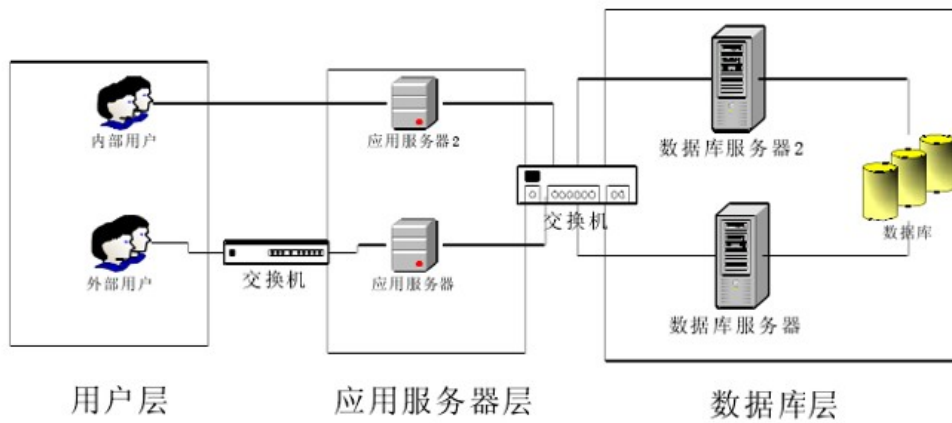 内部用户
应用服务器2
数据库服务器2
交换机
数据库
外部用户
交换机
应用服务器
数据库服务器
用户层
应用服务器层
数据库层